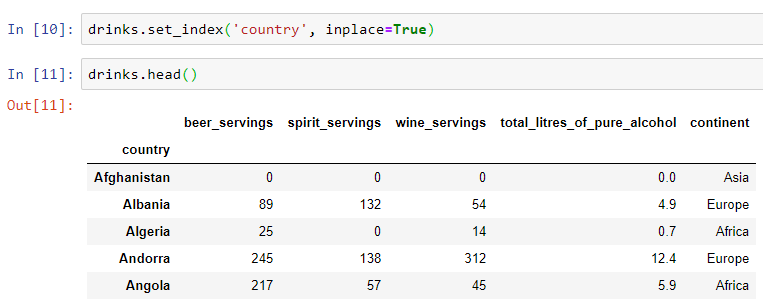 In [10]: drinks.set_index('country', inplace=True)
In [11]: drinks.head()
Out[11]:
beer_servings spirit_servings wine_servings total_litres_of_pure_alcohol continent
country
Afghanistan 0 0 0 0.0 Asia
Albania 89 132 54 4.9 Europe
Algeria 25 0 14 0.7 Africa
Andorra 245 138 312 12.4 Europe
Angola 217 57 45 5.9 Africa